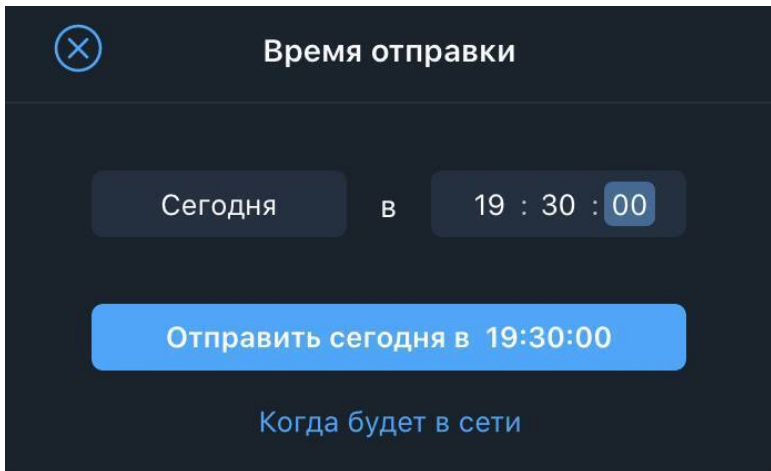 Время отправки
Сегодня в 19 : 30 : 00
Отправить сегодня в 19:30:00
Когда будет в сети